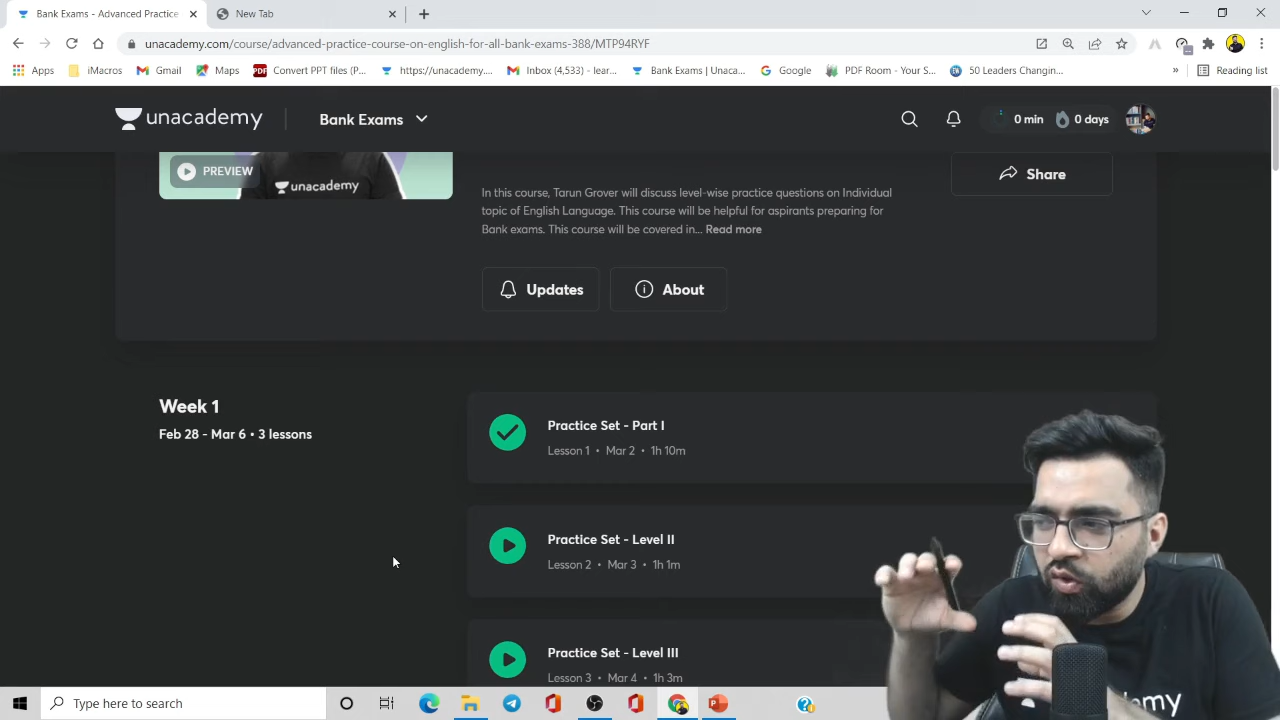 Bank Exams - Advanced Practice
New Tab
unacademy.com/course/advanced-practice-course-on-english-for-all-bank-exams-388/MTP94RYF
Apps
iMacros
Gmail
Maps
PDF
Convert PPT files (P...
https://unacademy....
Inbox (4,533) – lear...
Bank Exams | Unaca...
Google
PDF Room - Your S...
50 Leaders Changin...
»
Reading list
unacademy
Bank Exams
0 min
0 days
PREVIEW
unacademy
Share
In this course, Tarun Grover will discuss level-wise practice questions on Individual
topic of English Language. This course will be helpful for aspirants preparing for
Bank exams. This course will be covered in... Read more
Updates
About
Week 1
Feb 28 - Mar 6 • 3 lessons
Practice Set - Part I
Lesson 1 • Mar 2 • 1h 10m
Practice Set - Level II
Lesson 2 • Mar 3 • 1h 1m
Practice Set - Level III
Lesson 3 • Mar 4 • 1h 3m
Type here to search